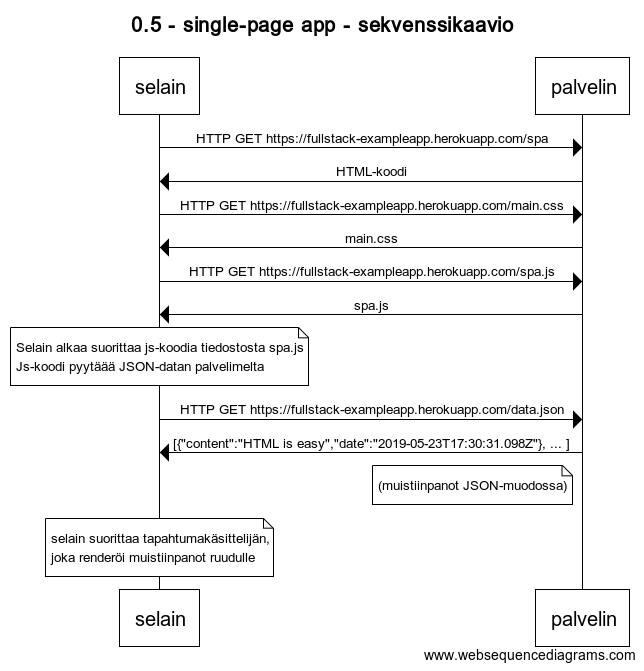 0.5 - single-page app - sekvenssikaavio
selain
palvelin
HTTP GET https://fullstack-exampleapp.herokuapp.com/spa
HTML-koodi
HTTP GET https://fullstack-exampleapp.herokuapp.com/main.css
main.css
HTTP GET https://fullstack-exampleapp.herokuapp.com/spa.js
spa.js
Selain alkaa suorittaa js-koodia tiedostosta spa.js
Js-koodi pyytäää JSON-datan palvelimelta
HTTP GET https://fullstack-exampleapp.herokuapp.com/data.json
[{"content":"HTML is easy","date":"2019-05-23T17:30:31.098Z"}, ... ]
(muistiinpanot JSON-muodossa)
selain suorittaa tapahtumakäsittelijän,
joka renderöi muistiinpanot ruudulle
selain
palvelin
www.websequencediagrams.com